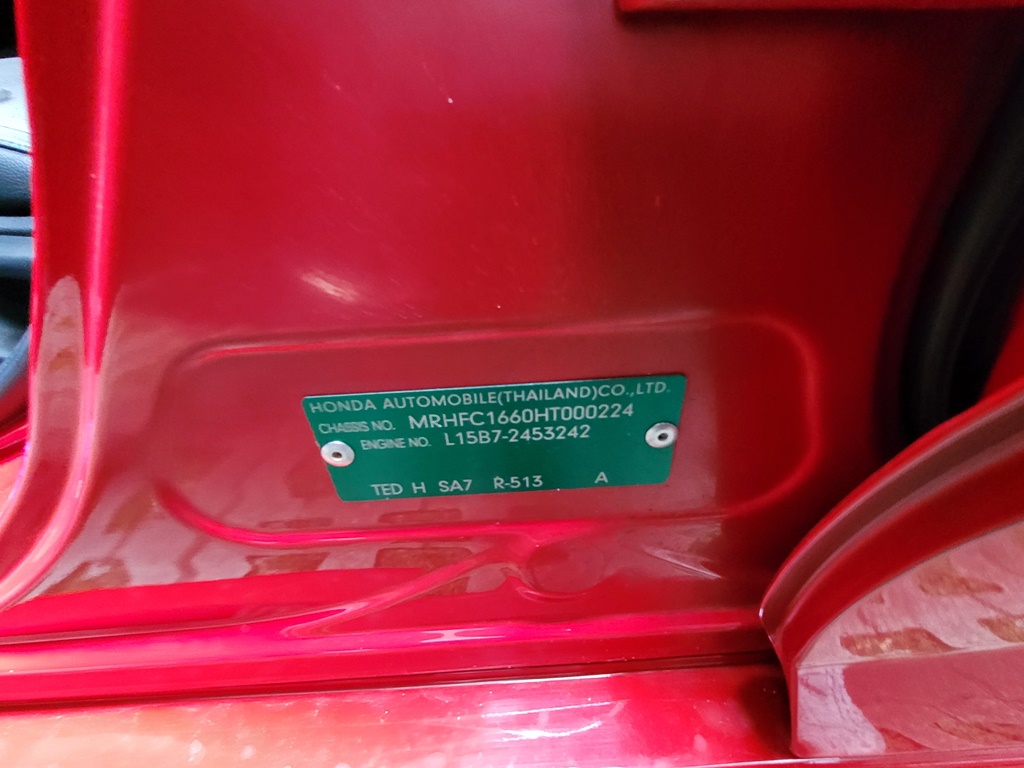 HONDA AUTOMOBILE(THAILAND)CO.,LTD.
CHASSIS NO. MRHFC1660HT000224
ENGINE NO. L15B7-2453242
TED H SA7 R-513 A